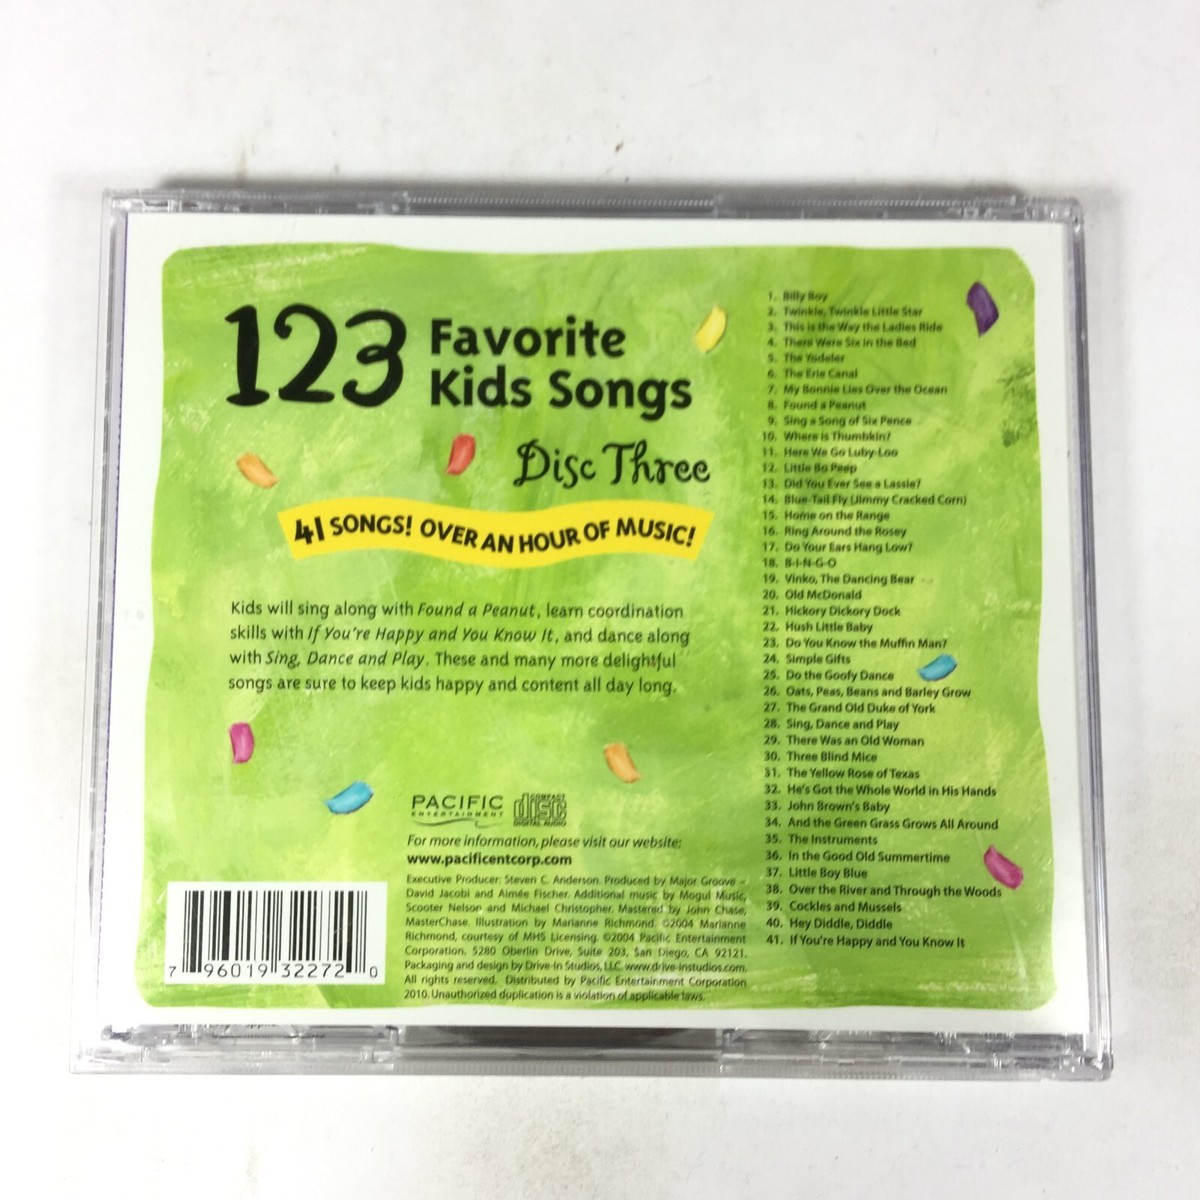 123 Favorite
Kids Songs
Disc Three
41 SONGS! OVER AN HOUR OF MUSIC!
Kids will sing along with Found a Peanut, learn coordination
skills with If You're Happy and You Know It, and dance along
with Sing, Dance and Play. These and many more delightful
songs are sure to keep kids happy and content all day long.
PACIFIC
ENTERTAINMENT
COMPACT
disc
DIGITAL AUDIO
For more information, please visit our website:
www.pacificentcorp.com
Executive Producer: Steven C. Anderson. Produced by Major Groove –
David Jacobi and Aimée Fischer. Additional music by Mogul Music,
Scooter Nelson and Michael Christopher. Mastered by John Chase,
MasterChase. Illustration by Marianne Richmond. ©2004 Marianne
Richmond, courtesy of MHS Licensing. ©2004 Pacific Entertainment
Corporation. 5280 Oberlin Drive, Suite 203, San Diego, CA 92121.
Packaging and design by Drive-In Studios, LLC. www.drive-instudios.com.
All rights reserved. Distributed by Pacific Entertainment Corporation
2010. Unauthorized duplication is a violation of applicable laws.
7 96019 32272 0
1. Billy Boy
2. Twinkle, Twinkle Little Star
3. This is the Way the Ladies Ride
4. There Were Six in the Bed
5. The Yodeler
6. The Erie Canal
7. My Bonnie Lies Over the Ocean
8. Found a Peanut
9. Sing a Song of Six Pence
10. Where is Thumbkin?
11. Here We Go Luby-Loo
12. Little Bo Peep
13. Did You Ever See a Lassie?
14. Blue-Tail Fly (Jimmy Cracked Corn)
15. Home on the Range
16. Ring Around the Rosey
17. Do Your Ears Hang Low?
18. B-I-N-G-O
19. Vinko, The Dancing Bear
20. Old McDonald
21. Hickory Dickory Dock
22. Hush Little Baby
23. Do You Know the Muffin Man?
24. Simple Gifts
25. Do the Goofy Dance
26. Oats, Peas, Beans and Barley Grow
27. The Grand Old Duke of York
28. Sing, Dance and Play
29. There Was an Old Woman
30. Three Blind Mice
31. The Yellow Rose of Texas
32. He's Got the Whole World in His Hands
33. John Brown's Baby
34. And the Green Grass Grows All Around
35. The Instruments
36. In the Good Old Summertime
37. Little Boy Blue
38. Over the River and Through the Woods
39. Cockles and Mussels
40. Hey Diddle, Diddle
41. If You're Happy and You Know It